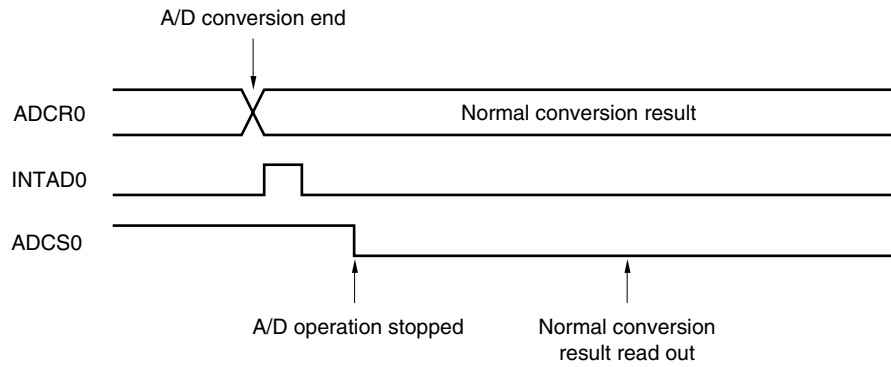 A/D conversion end
ADCR0
Normal conversion result
INTAD0
ADCS0
A/D operation stopped
Normal conversion
result read out